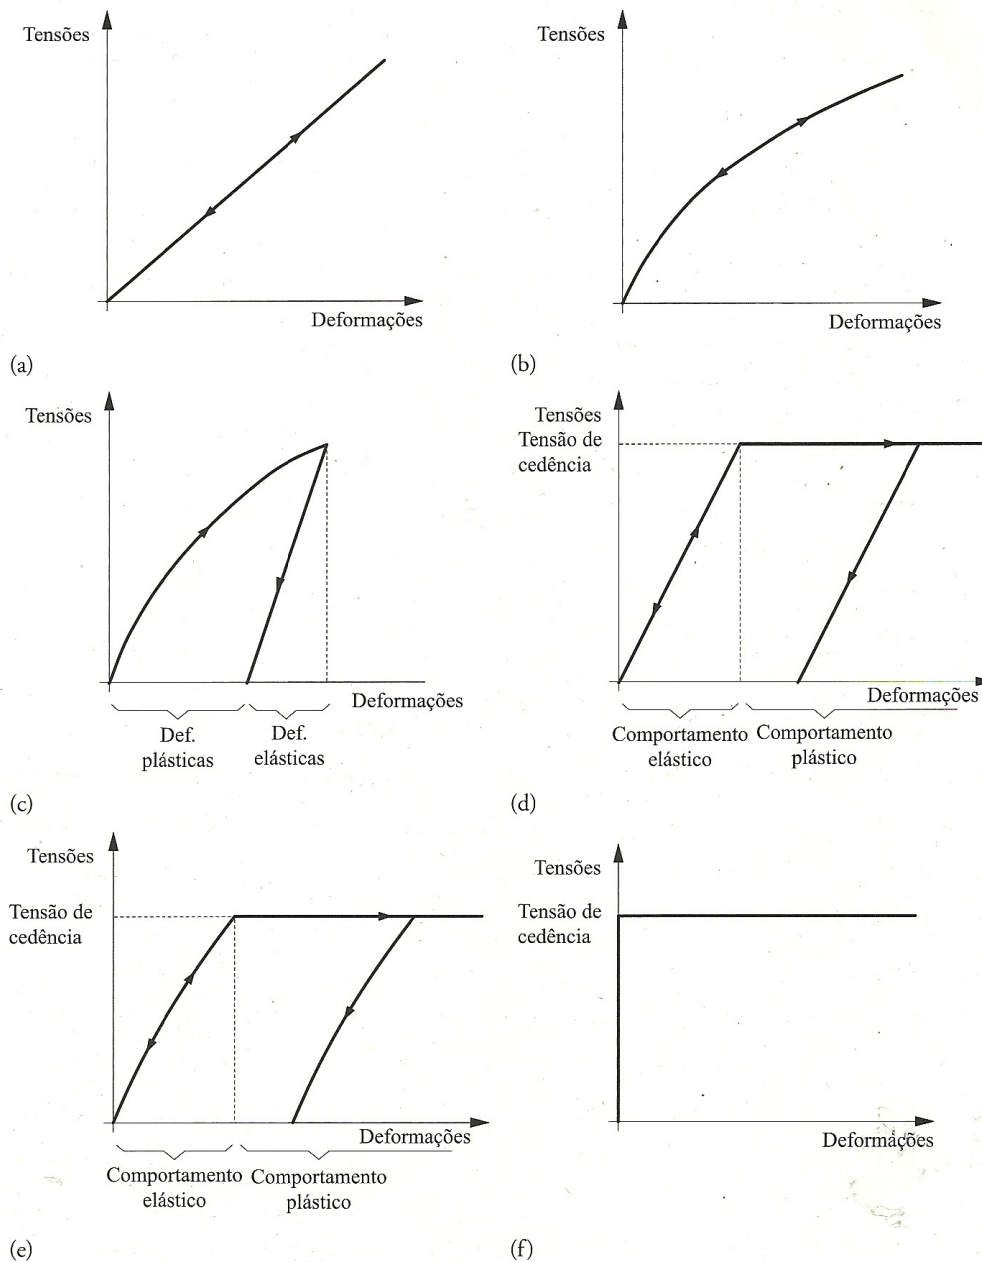 Tensões
Deformações
(a)
Tensões
Deformações
(b)
Tensões
Deformações
Def.
plásticas
Def.
elásticas
(c)
Tensões
Tensão de
cedência
Deformações
Comportamento
elástico
Comportamento
plástico
(d)
Tensões
Tensão de
cedência
Deformações
Comportamento
elástico
Comportamento
plástico
(e)
Tensões
Tensão de
cedência
Deformações
(f)